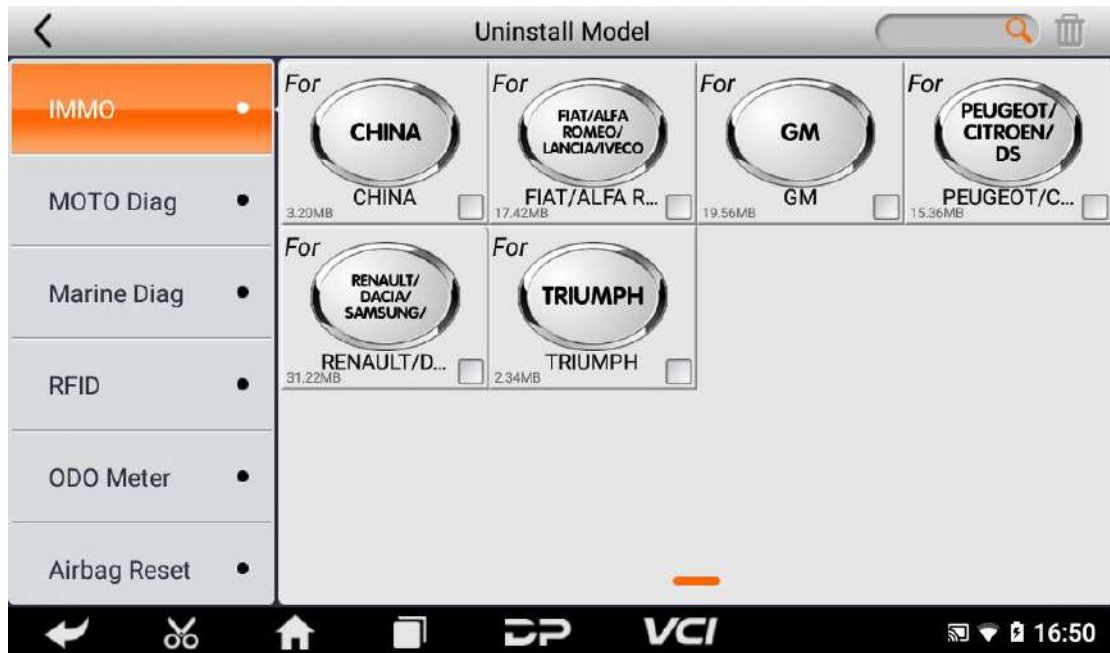 Uninstall Model
IMMO
MOTO Diag
Marine Diag
RFID
ODO Meter
Airbag Reset
For
CHINA
CHINA
3.20MB
For
FIAT/ALFA
ROMEO/
LANCIA/IVECO
FIAT/ALFA R...
17.42MB
For
GM
GM
19.56MB
For
PEUGEOT/
CITROEN/
DS
PEUGEOT/C...
15.36MB
For
RENAULT/
DACIA/
SAMSUNG/
RENAULT/D...
31.22MB
For
TRIUMPH
TRIUMPH
2.34MB
DP
VCI
16:50